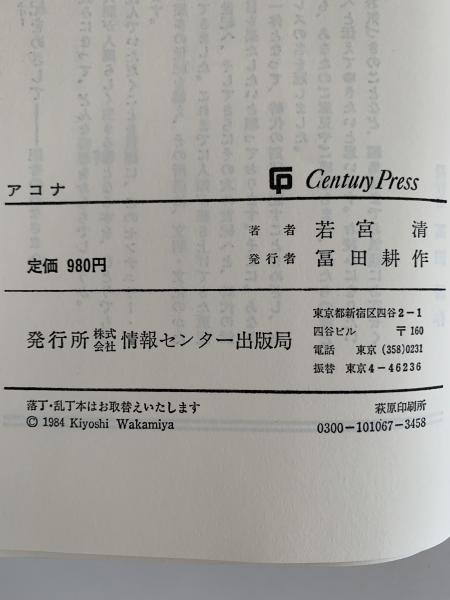 Century Press
アコナ
著者 若宮 清
定価 980円
発行者 冨田耕作
発行所 株式会社 情報センター出版局
東京都新宿区四谷2-1
四谷ビル 〒160
電話 東京(358)0231
振替 東京4-46236
落丁・乱丁本はお取替えいたします
萩原印刷所
© 1984 Kiyoshi Wakamiya
0300-101067-3458